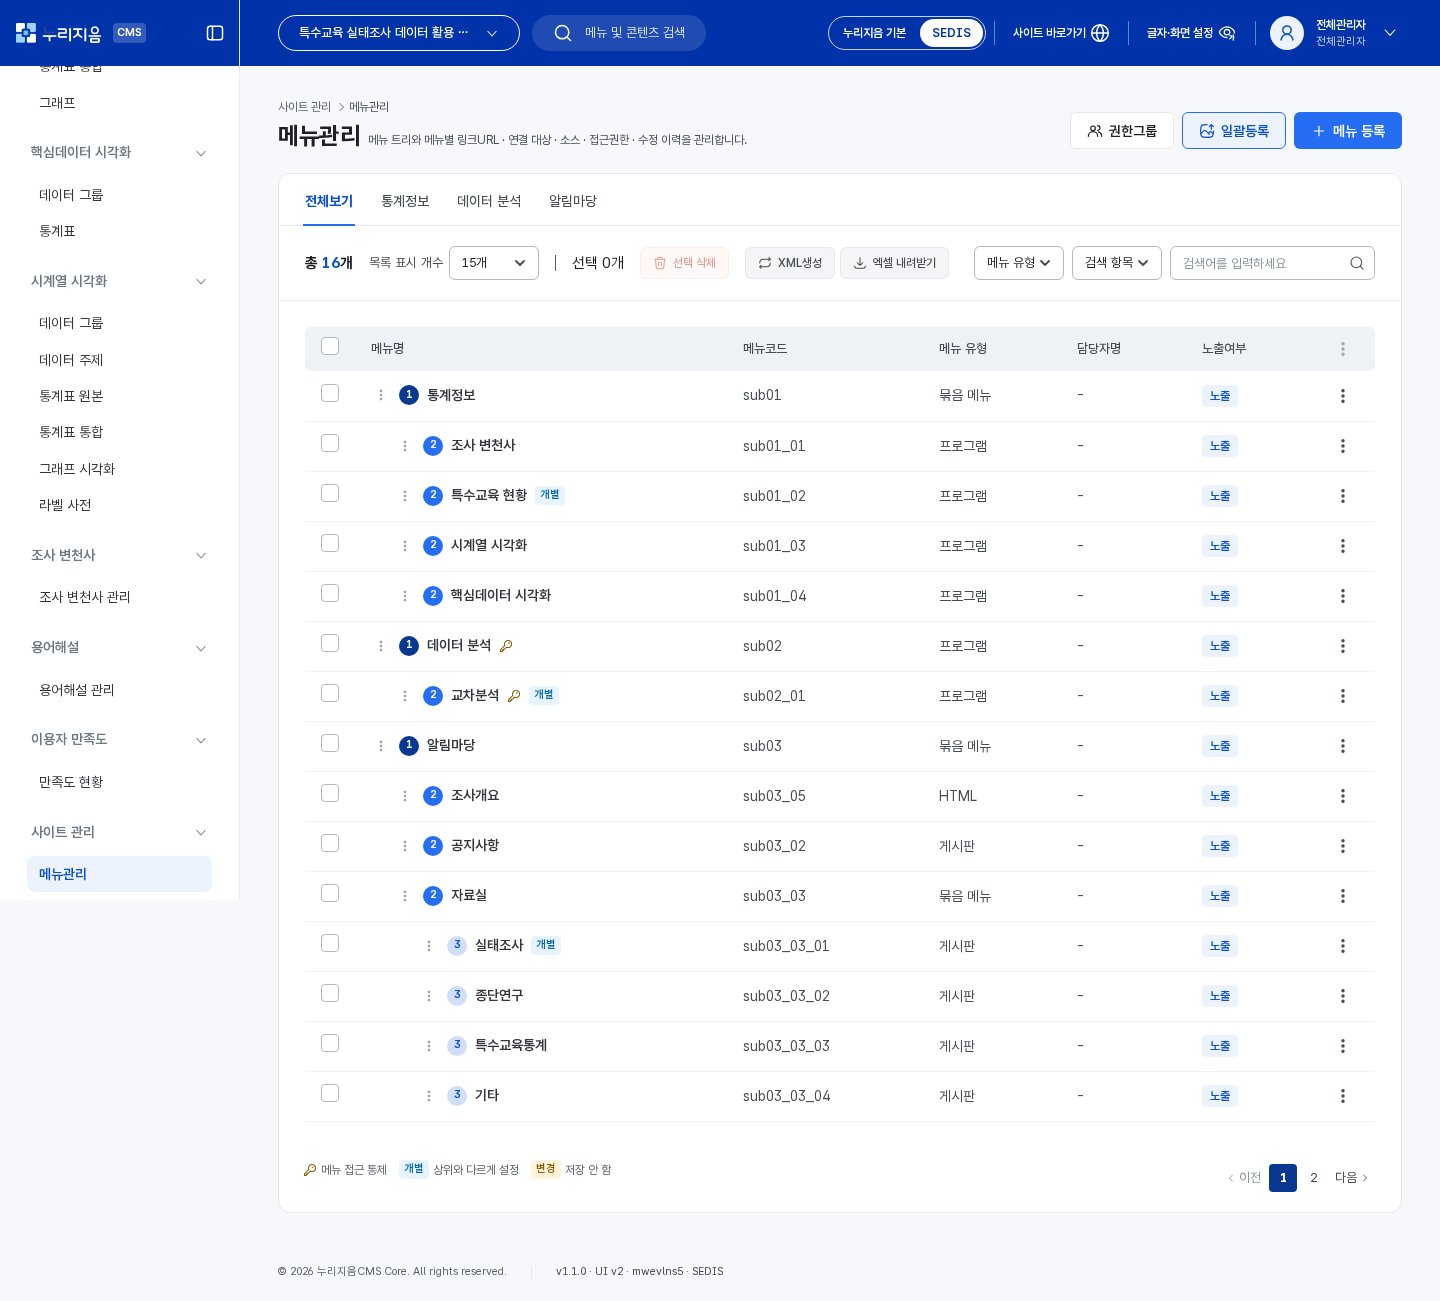 누리지음 CMS
특수교육 실태조사 데이터 활용 ···
메뉴 및 콘텐츠 검색
누리지음 기본 SEDIS
사이트 바로가기
글자·화면 설정
전체관리자
전체관리자
통계표 통합
그래프
핵심데이터 시각화
데이터 그룹
통계표
시계열 시각화
데이터 그룹
데이터 주제
통계표 원본
통계표 통합
그래프 시각화
라벨 사전
조사 변천사
조사 변천사 관리
용어해설
용어해설 관리
이용자 만족도
만족도 현황
사이트 관리
메뉴관리
사이트 관리 > 메뉴관리
메뉴관리 메뉴 트리와 메뉴별 링크URL · 연결 대상 · 소스 · 접근권한 · 수정 이력을 관리합니다.
권한그룹 일괄등록 메뉴 등록
전체보기 통계정보 데이터 분석 알림마당
총 16개 목록 표시 개수 15개 선택 0개 선택 삭제 XML생성 엑셀 내려받기 메뉴 유형 검색 항목 검색어를 입력하세요
메뉴명 메뉴코드 메뉴 유형 담당자명 노출여부
1 통계정보 sub01 묶음 메뉴 - 노출
2 조사 변천사 sub01_01 프로그램 - 노출
2 특수교육 현황 개별 sub01_02 프로그램 - 노출
2 시계열 시각화 sub01_03 프로그램 - 노출
2 핵심데이터 시각화 sub01_04 프로그램 - 노출
1 데이터 분석 sub02 프로그램 - 노출
2 교차분석 개별 sub02_01 프로그램 - 노출
1 알림마당 sub03 묶음 메뉴 - 노출
2 조사개요 sub03_05 HTML - 노출
2 공지사항 sub03_02 게시판 - 노출
2 자료실 sub03_03 묶음 메뉴 - 노출
3 실태조사 개별 sub03_03_01 게시판 - 노출
3 종단연구 sub03_03_02 게시판 - 노출
3 특수교육통계 sub03_03_03 게시판 - 노출
3 기타 sub03_03_04 게시판 - 노출
메뉴 접근 통제 개별 상위와 다르게 설정 변경 저장 안 함
이전 1 2 다음
© 2026 누리지음CMS Core. All rights reserved. v1.1.0 · UI v2 · mwevlns5 · SEDIS